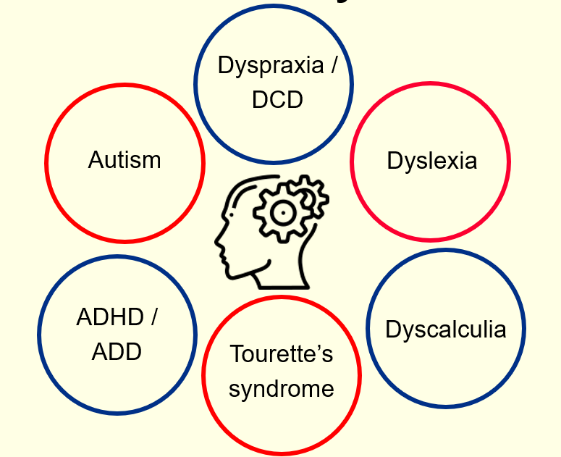 Dyspraxia /
DCD
Autism
Dyslexia
ADHD /
ADD
Dyscalculia
Tourette’s
syndrome